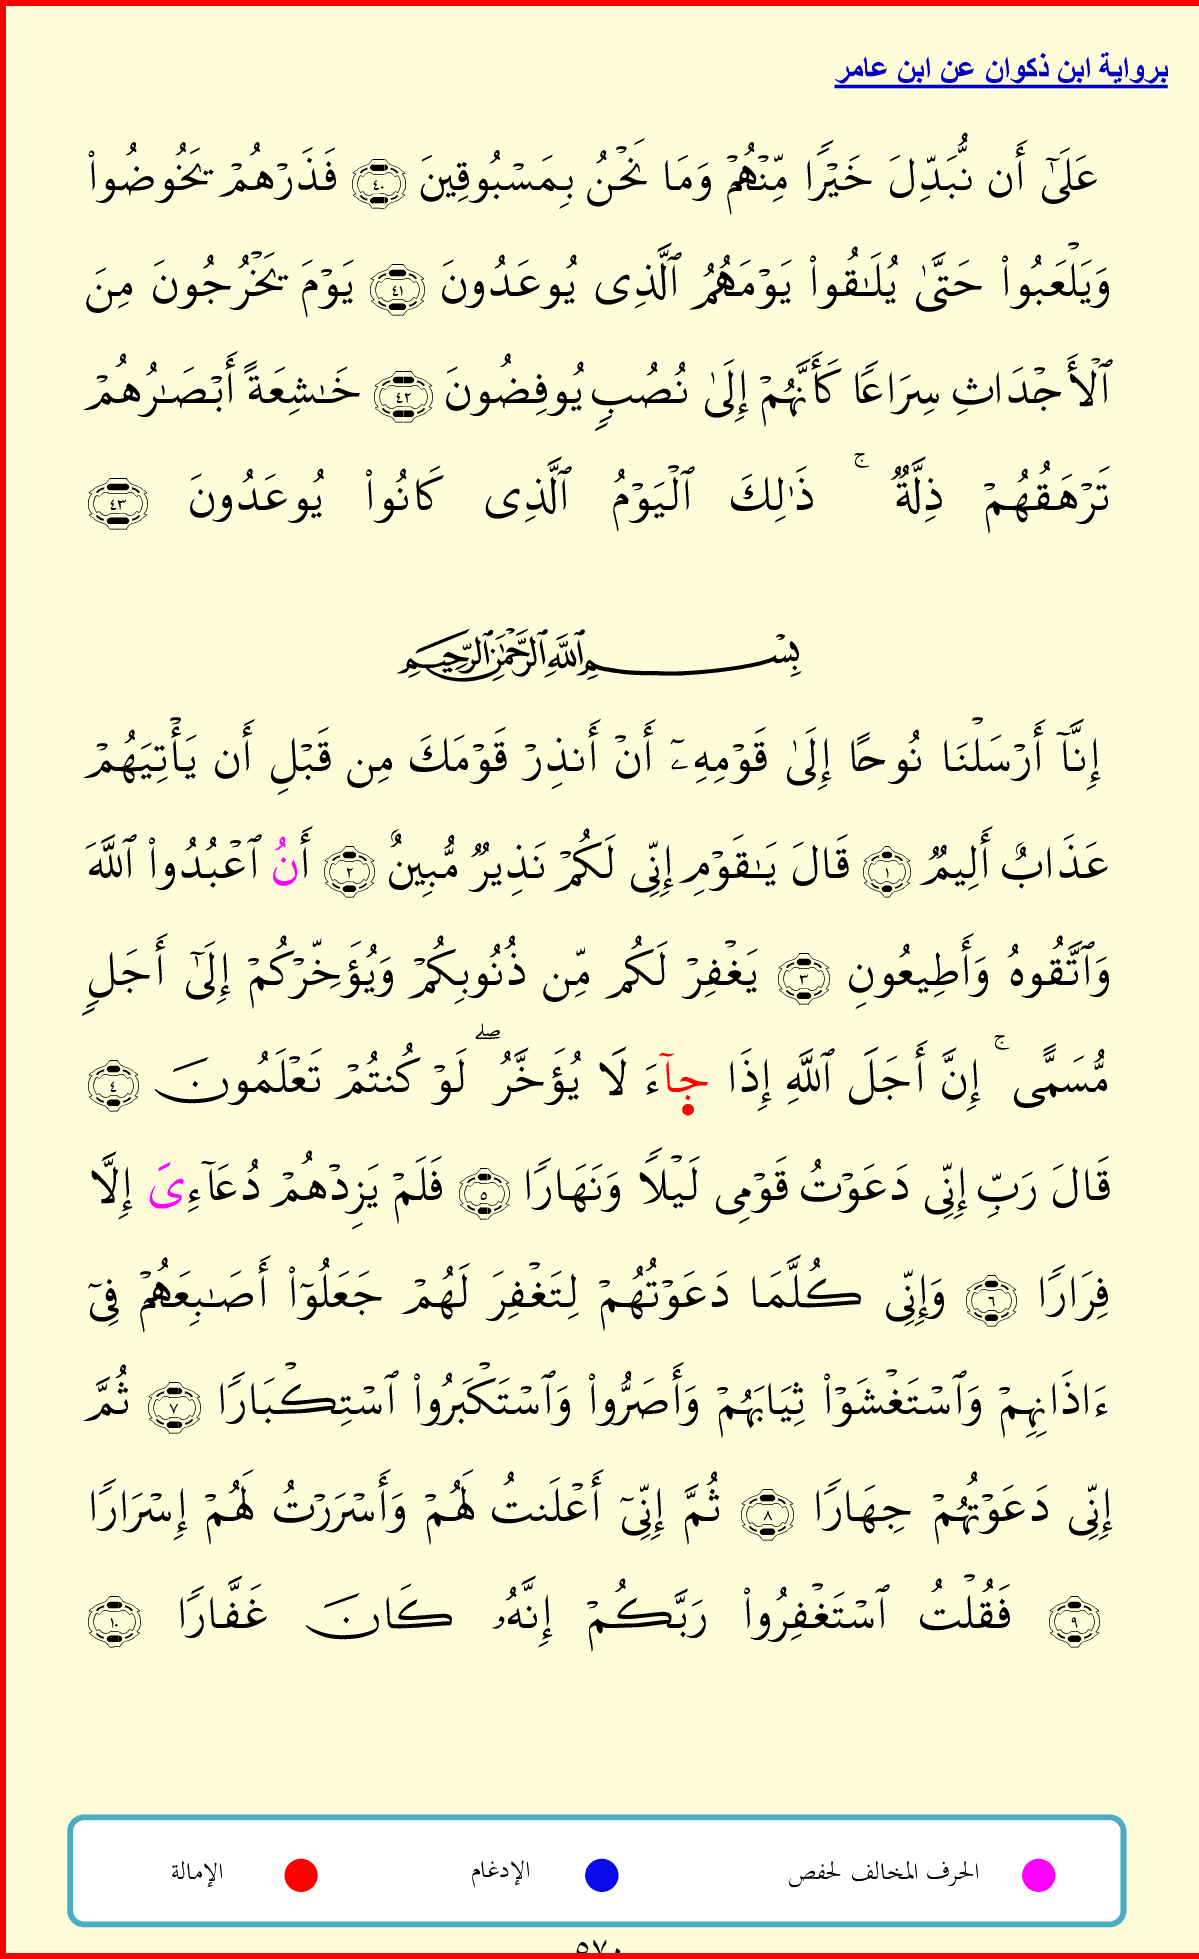 برواية ابن ذكوان عن ابن عامر
عَلَىٰٓ أَن نُّبَدِّلَ خَيْرًا مِّنْهُمْ وَمَا نَحْنُ بِمَسْبُوقِينَ ٤٠ فَذَرْهُمْ يَخُوضُوا۟
وَيَلْعَبُوا۟ حَتَّىٰ يُلَـٰقُوا۟ يَوْمَهُمُ ٱلَّذِى يُوعَدُونَ ٤١ يَوْمَ يَخْرُجُونَ مِنَ
ٱلْأَجْدَاثِ سِرَاعًا كَأَنَّهُمْ إِلَىٰ نُصُبٍ يُوفِضُونَ ٤٢ خَـٰشِعَةً أَبْصَـٰرُهُمْ
تَرْهَقُهُمْ ذِلَّةٌ ۚ ذَٰلِكَ ٱلْيَوْمُ ٱلَّذِى كَانُوا۟ يُوعَدُونَ ٤٣
بِسْمِ ٱللَّهِ ٱلرَّحْمَـٰنِ ٱلرَّحِيمِ
إِنَّآ أَرْسَلْنَا نُوحًا إِلَىٰ قَوْمِهِۦٓ أَنْ أَنذِرْ قَوْمَكَ مِن قَبْلِ أَن يَأْتِيَهُمْ
عَذَابٌ أَلِيمٌ ١ قَالَ يَـٰقَوْمِ إِنِّى لَكُمْ نَذِيرٌ مُّبِينٌ ٢ أَنُ ٱعْبُدُوا۟ ٱللَّهَ
وَٱتَّقُوهُ وَأَطِيعُونِ ٣ يَغْفِرْ لَكُم مِّن ذُنُوبِكُمْ وَيُؤَخِّرْكُمْ إِلَىٰٓ أَجَلٍ
مُّسَمًّى ۚ إِنَّ أَجَلَ ٱللَّهِ إِذَا جَآءَ لَا يُؤَخَّرُ ۖ لَوْ كُنتُمْ تَعْلَمُونَ ٤
قَالَ رَبِّ إِنِّى دَعَوْتُ قَوْمِى لَيْلًا وَنَهَارًا ٥ فَلَمْ يَزِدْهُمْ دُعَآءِىَ إِلَّا
فِرَارًا ٦ وَإِنِّى كُلَّمَا دَعَوْتُهُمْ لِتَغْفِرَ لَهُمْ جَعَلُوٓا۟ أَصَـٰبِعَهُمْ فِىٓ
ءَاذَانِهِمْ وَٱسْتَغْشَوْا۟ ثِيَابَهُمْ وَأَصَرُّوا۟ وَٱسْتَكْبَرُوا۟ ٱسْتِكْبَارًا ٧ ثُمَّ
إِنِّى دَعَوْتُهُمْ جِهَارًا ٨ ثُمَّ إِنِّىٓ أَعْلَنتُ لَهُمْ وَأَسْرَرْتُ لَهُمْ إِسْرَارًا
٩ فَقُلْتُ ٱسْتَغْفِرُوا۟ رَبَّكُمْ إِنَّهُۥ كَانَ غَفَّارًا ١٠
الحرف المخالف لحفص الإدغام الإمالة
٥٧٠